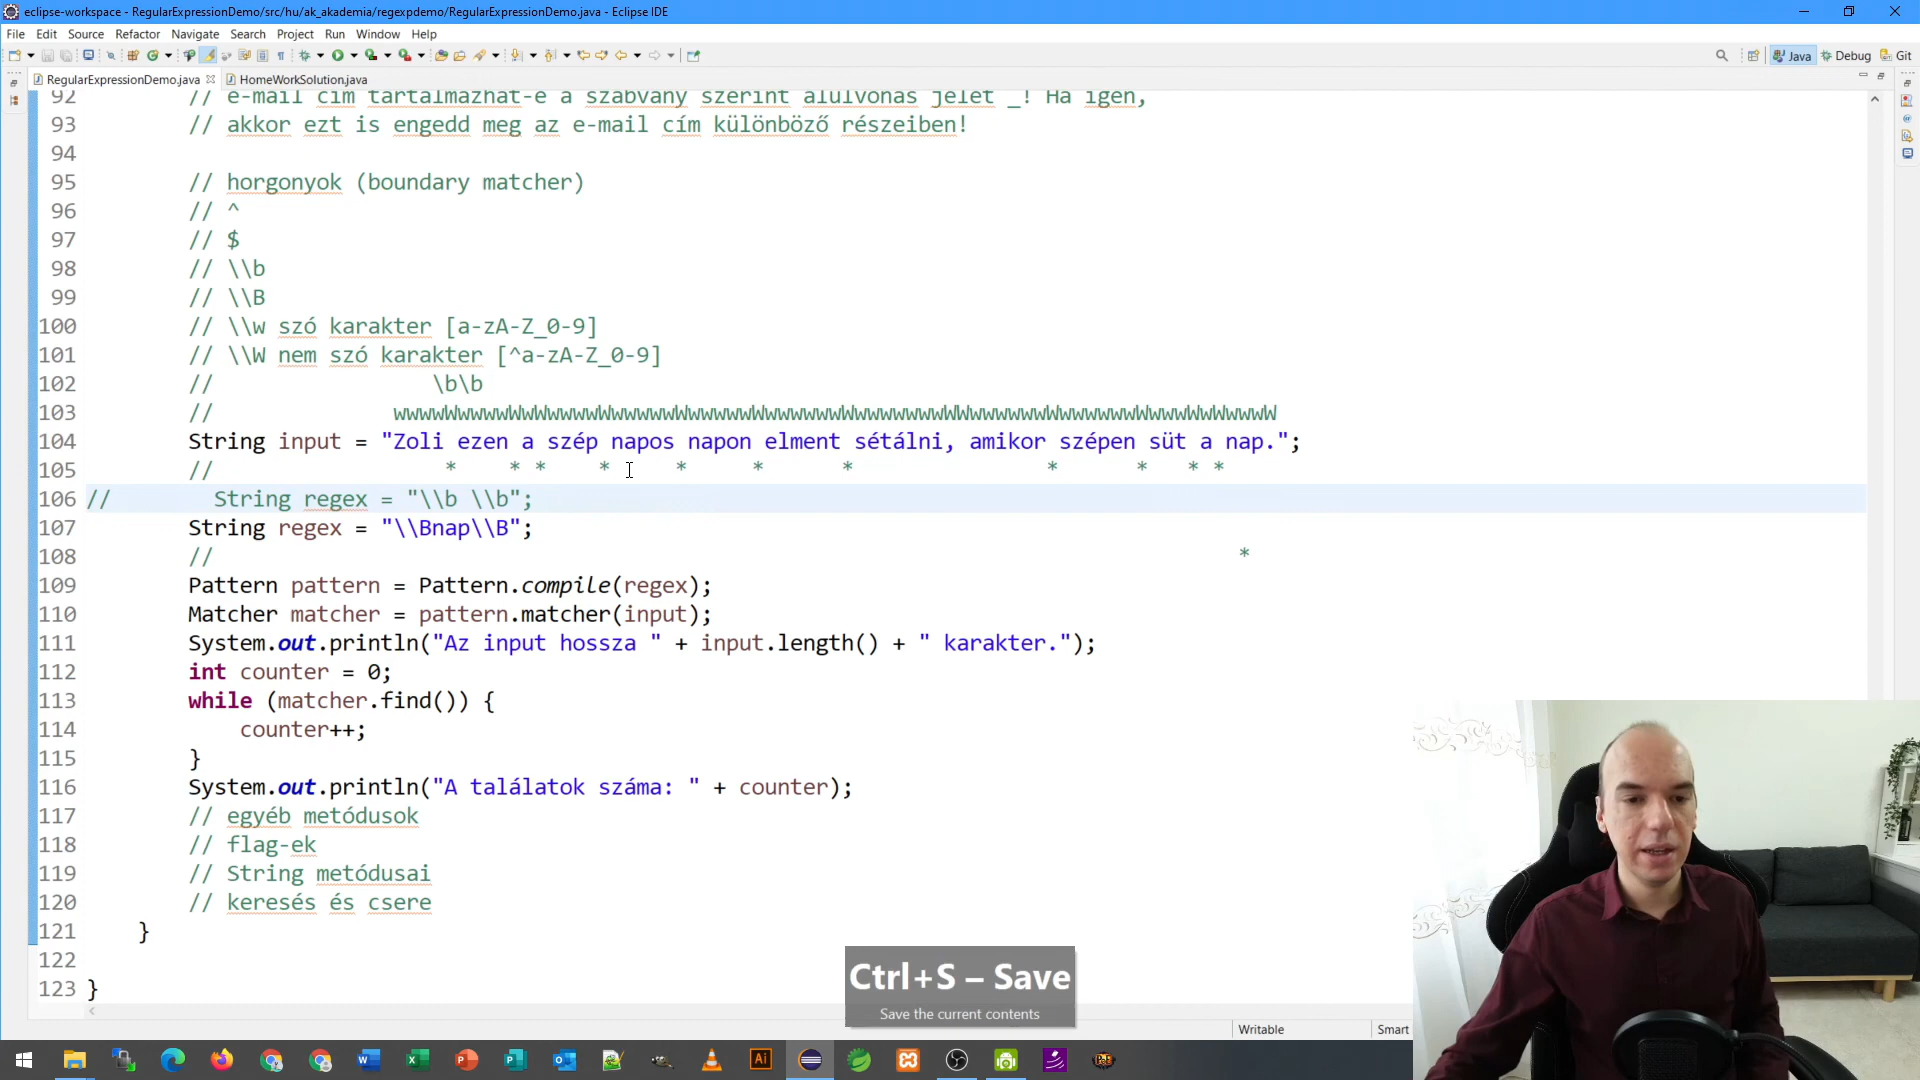 eclipse-workspace - RegularExpressionDemo/src/hu/ak_akademia/regexpdemo/RegularExpressionDemo.java - Eclipse IDE
File Edit Source Refactor Navigate Search Project Run Window Help
Java Debug Git
RegularExpressionDemo.java HomeWorkSolution.java
92 // e-mail cím tartalmazhat-e a szabvány szerint alulvonás jelet _! Ha igen,
93 // akkor ezt is engedd meg az e-mail cím különböző részeiben!
94
95 // horgonyok (boundary matcher)
96 // ^
97 // $
98 // \\b
99 // \\B
100 // \\w szó karakter [a-zA-Z_0-9]
101 // \\W nem szó karakter [^a-zA-Z_0-9]
102 // \b\b
103 //
104 String input = "Zoli ezen a szép napos napon elment sétálni, amikor szépen süt a nap.";
105 // * * * * * * * * * * *
106 // String regex = "\\b \\b";
107 String regex = "\\Bnap\\B";
108 // *
109 Pattern pattern = Pattern.compile(regex);
110 Matcher matcher = pattern.matcher(input);
111 System.out.println("Az input hossza " + input.length() + " karakter.");
112 int counter = 0;
113 while (matcher.find()) {
114 counter++;
115 }
116 System.out.println("A találatok száma: " + counter);
117 // egyéb metódusok
118 // flag-ek
119 // String metódusai
120 // keresés és csere
121 }
122
123 }
Ctrl+S – Save
Save the current contents
Writable Smart